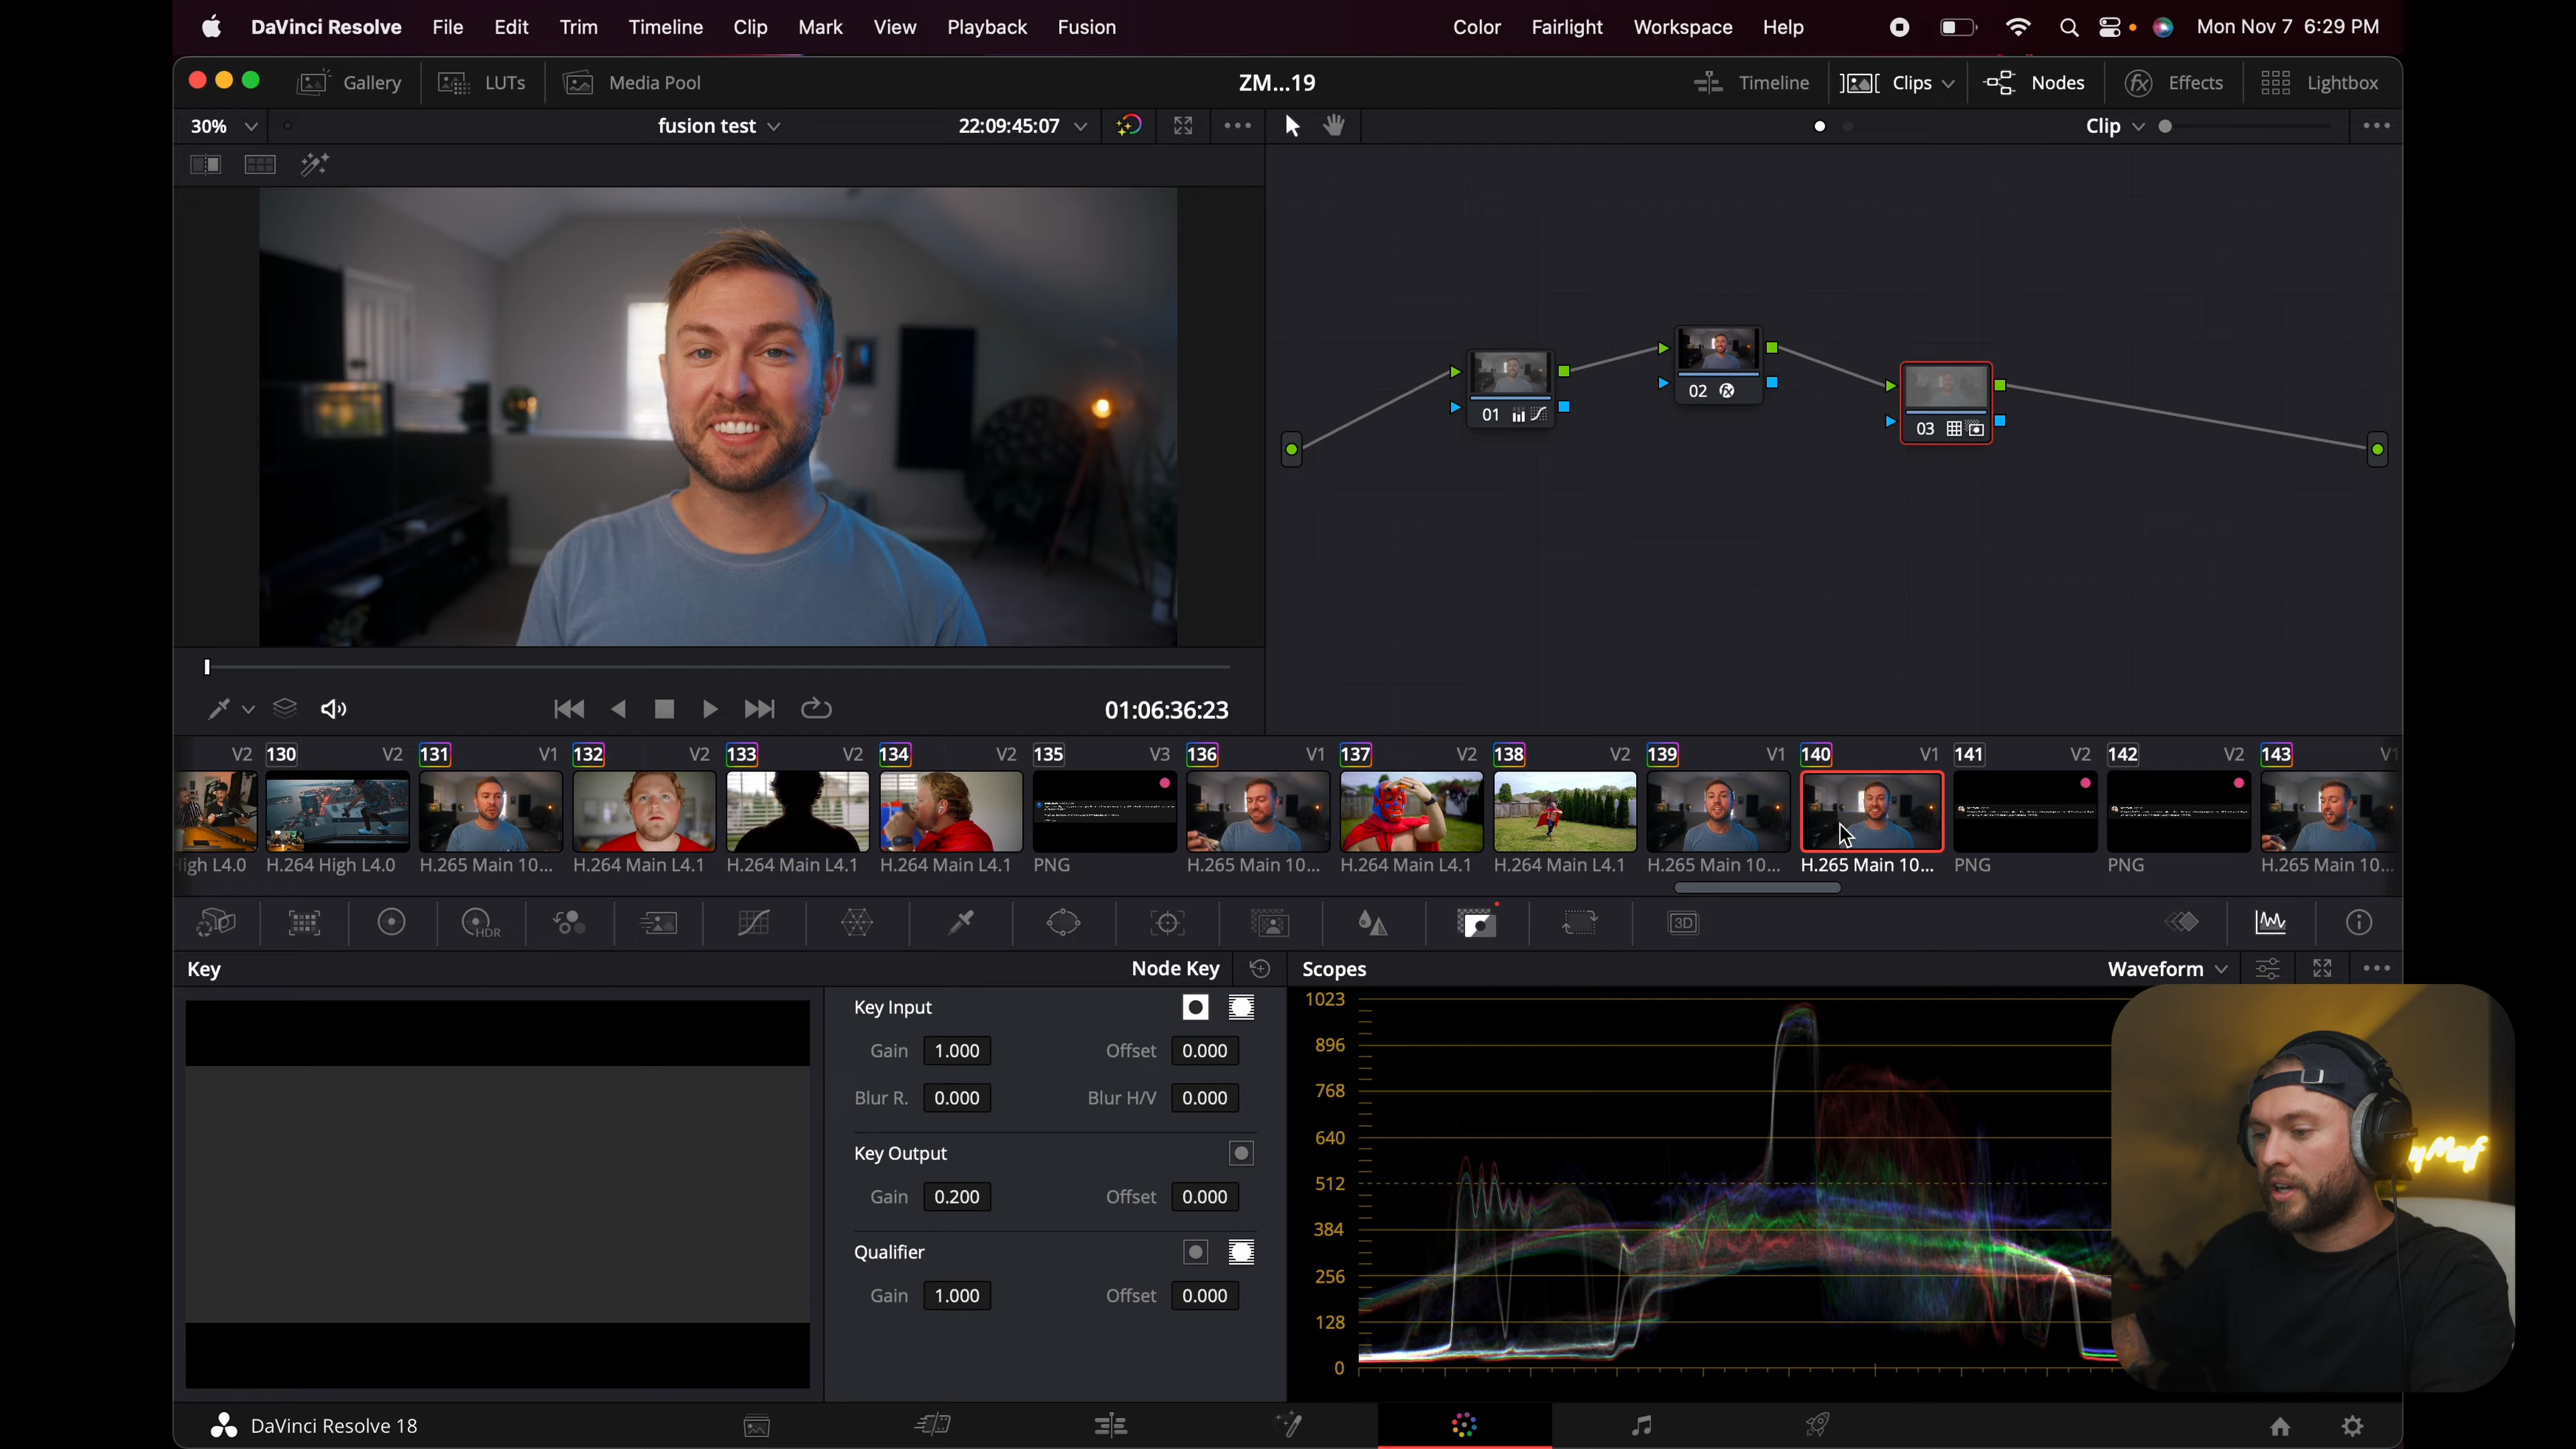 DaVinci Resolve File Edit Trim Timeline Clip Mark View Playback Fusion Color Fairlight Workspace Help Mon Nov 7 6:29 PM
Gallery LUTs Media Pool ZM...19 Timeline Clips Nodes Effects Lightbox
30% fusion test 22:09:45:07 Clip
01 02 03
01:06:36:23
V2 130 V2 131 V1 132 V2 133 V2 134 V2 135 V3 136 V1 137 V2 138 V2 139 V1 140 V1 141 V2 142 V2 143 V1
High L4.0 H.264 High L4.0 H.265 Main 10... H.264 Main L4.1 H.264 Main L4.1 H.264 Main L4.1 PNG H.265 Main 10... H.264 Main L4.1 H.264 Main L4.1 H.265 Main 10... H.265 Main 10... PNG PNG H.265 Main 10...
HDR 3D
Key Node Key Scopes Waveform
Key Input
Gain 1.000 Offset 0.000
Blur R. 0.000 Blur H/V 0.000
Key Output
Gain 0.200 Offset 0.000
Qualifier
Gain 1.000 Offset 0.000
1023
896
768
640
512
384
256
128
0
DaVinci Resolve 18